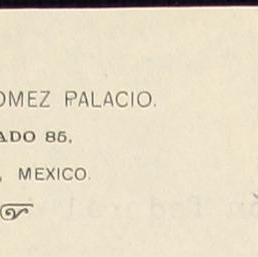 OMEZ PALACIO.
ADO 85,
, MEXICO.